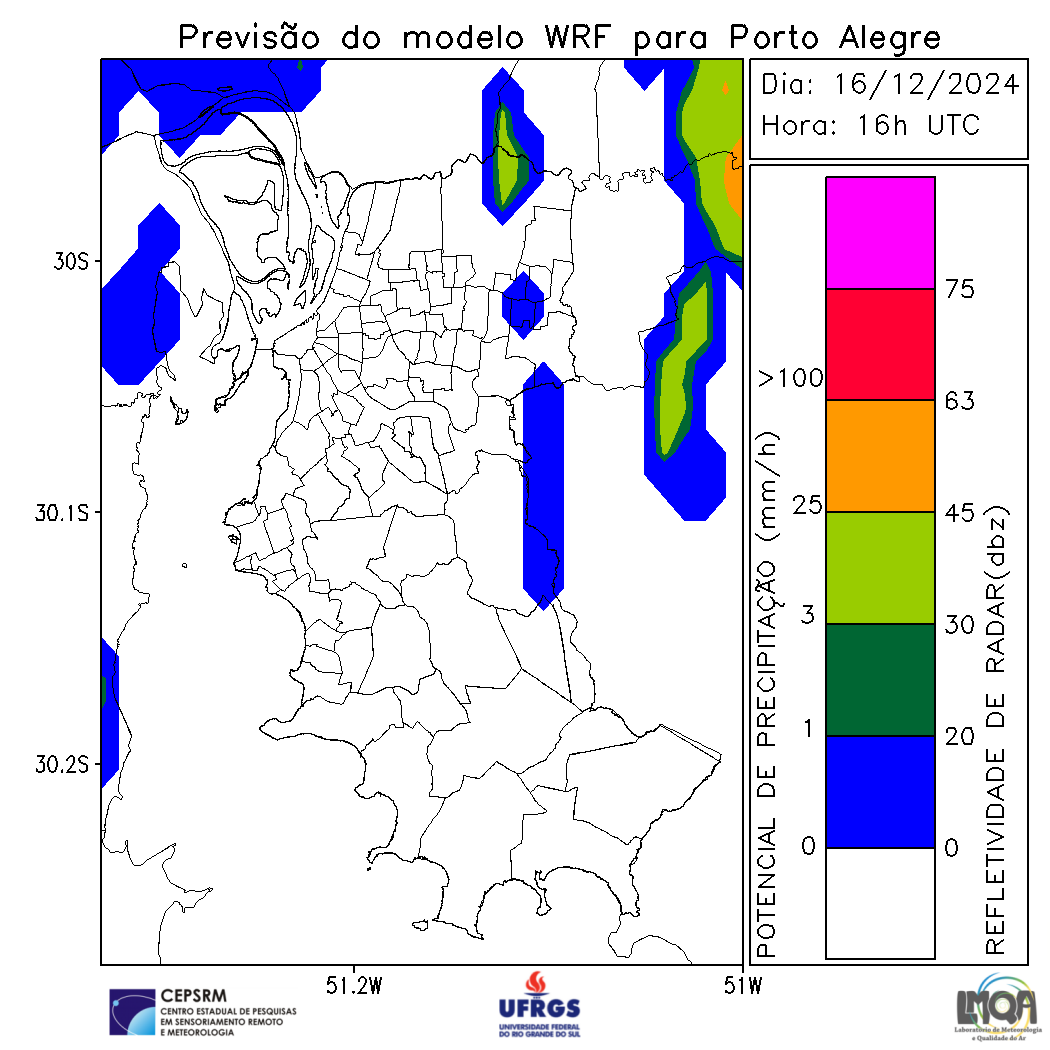 Previsão do modelo WRF para Porto Alegre
Dia: 16/12/2024
Hora: 16h UTC
30S
30.1S
30.2S
51.2W
51W
POTENCIAL DE PRECIPITAÇÃO (mm/h)
>100
25
3
1
0
75
63
45
30
20
0
REFLETIVIDADE DE RADAR(dbz)
CEPSRM
CENTRO ESTADUAL DE PESQUISAS
EM SENSORIAMENTO REMOTO
E METEOROLOGIA
UFRGS
UNIVERSIDADE FEDERAL
DO RIO GRANDE DO SUL
LMQA
Laboratório de Meteorologia
e Qualidade do Ar